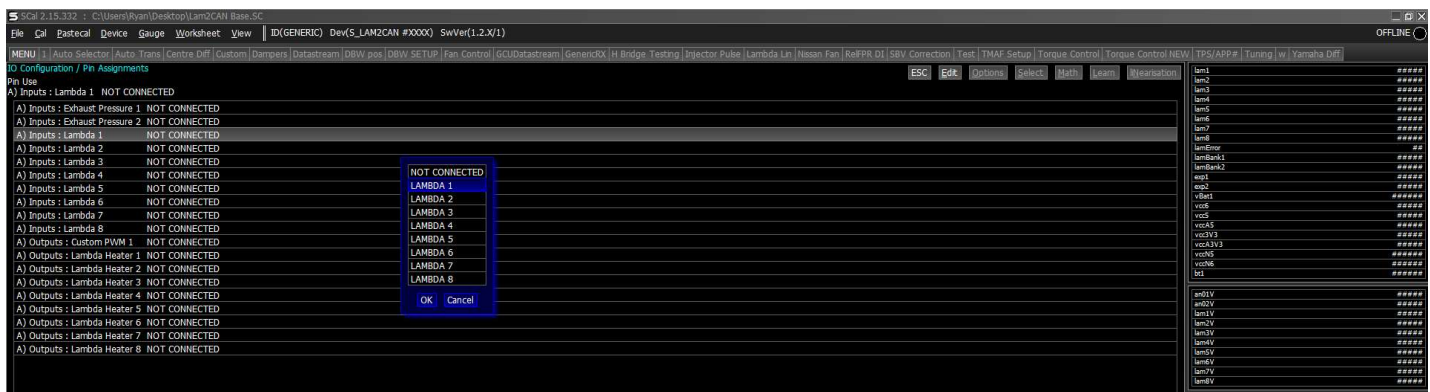 SCal 2.15.332 : C:\Users\Ryan\Desktop\Lam2CAN Base.SC
File Cal Pastecal Device Gauge Worksheet View ID(GENERIC) Dev(S_LAM2CAN #XXXX) SwVer(1.2.X/1) OFFLINE
MENU 1 Auto Selector Auto Trans Centre Diff Custom Dampers Datastream DBW pos DBW SETUP Fan Control GCUDatastream GenericRX H Bridge Testing Injector Pulse Lambda Lin Nissan Fan RelFPR DI SBV Correction Test TMAF Setup Torque Control Torque Control NEW TPS/APP# Tuning w Yamaha Diff
IO Configuration / Pin Assignments
ESC Edit Options Select Math Learn liNearisation
Pin Use
A) Inputs : Lambda 1 NOT CONNECTED
A) Inputs : Exhaust Pressure 1 NOT CONNECTED
A) Inputs : Exhaust Pressure 2 NOT CONNECTED
A) Inputs : Lambda 1 NOT CONNECTED
A) Inputs : Lambda 2 NOT CONNECTED
A) Inputs : Lambda 3 NOT CONNECTED
A) Inputs : Lambda 4 NOT CONNECTED
A) Inputs : Lambda 5 NOT CONNECTED
A) Inputs : Lambda 6 NOT CONNECTED
A) Inputs : Lambda 7 NOT CONNECTED
A) Inputs : Lambda 8 NOT CONNECTED
A) Outputs : Custom PWM 1 NOT CONNECTED
A) Outputs : Lambda Heater 1 NOT CONNECTED
A) Outputs : Lambda Heater 2 NOT CONNECTED
A) Outputs : Lambda Heater 3 NOT CONNECTED
A) Outputs : Lambda Heater 4 NOT CONNECTED
A) Outputs : Lambda Heater 5 NOT CONNECTED
A) Outputs : Lambda Heater 6 NOT CONNECTED
A) Outputs : Lambda Heater 7 NOT CONNECTED
A) Outputs : Lambda Heater 8 NOT CONNECTED
NOT CONNECTED
LAMBDA 1
LAMBDA 2
LAMBDA 3
LAMBDA 4
LAMBDA 5
LAMBDA 6
LAMBDA 7
LAMBDA 8
OK Cancel
lam1 #####
lam2 #####
lam3 #####
lam4 #####
lam5 #####
lam6 #####
lam7 #####
lam8 #####
lamError ##
lamBank1 #####
lamBank2 #####
exp1 #####
exp2 #####
vBat1 ######
vcc6 #####
vcc5 #####
vccA5 #####
vcc3V3 #####
vccA3V3 #####
vccN5 ######
vccN6 ######
bt1 ######
an01V #####
an02V #####
lam1V #####
lam2V #####
lam3V #####
lam4V #####
lam5V #####
lam6V #####
lam7V #####
lam8V #####